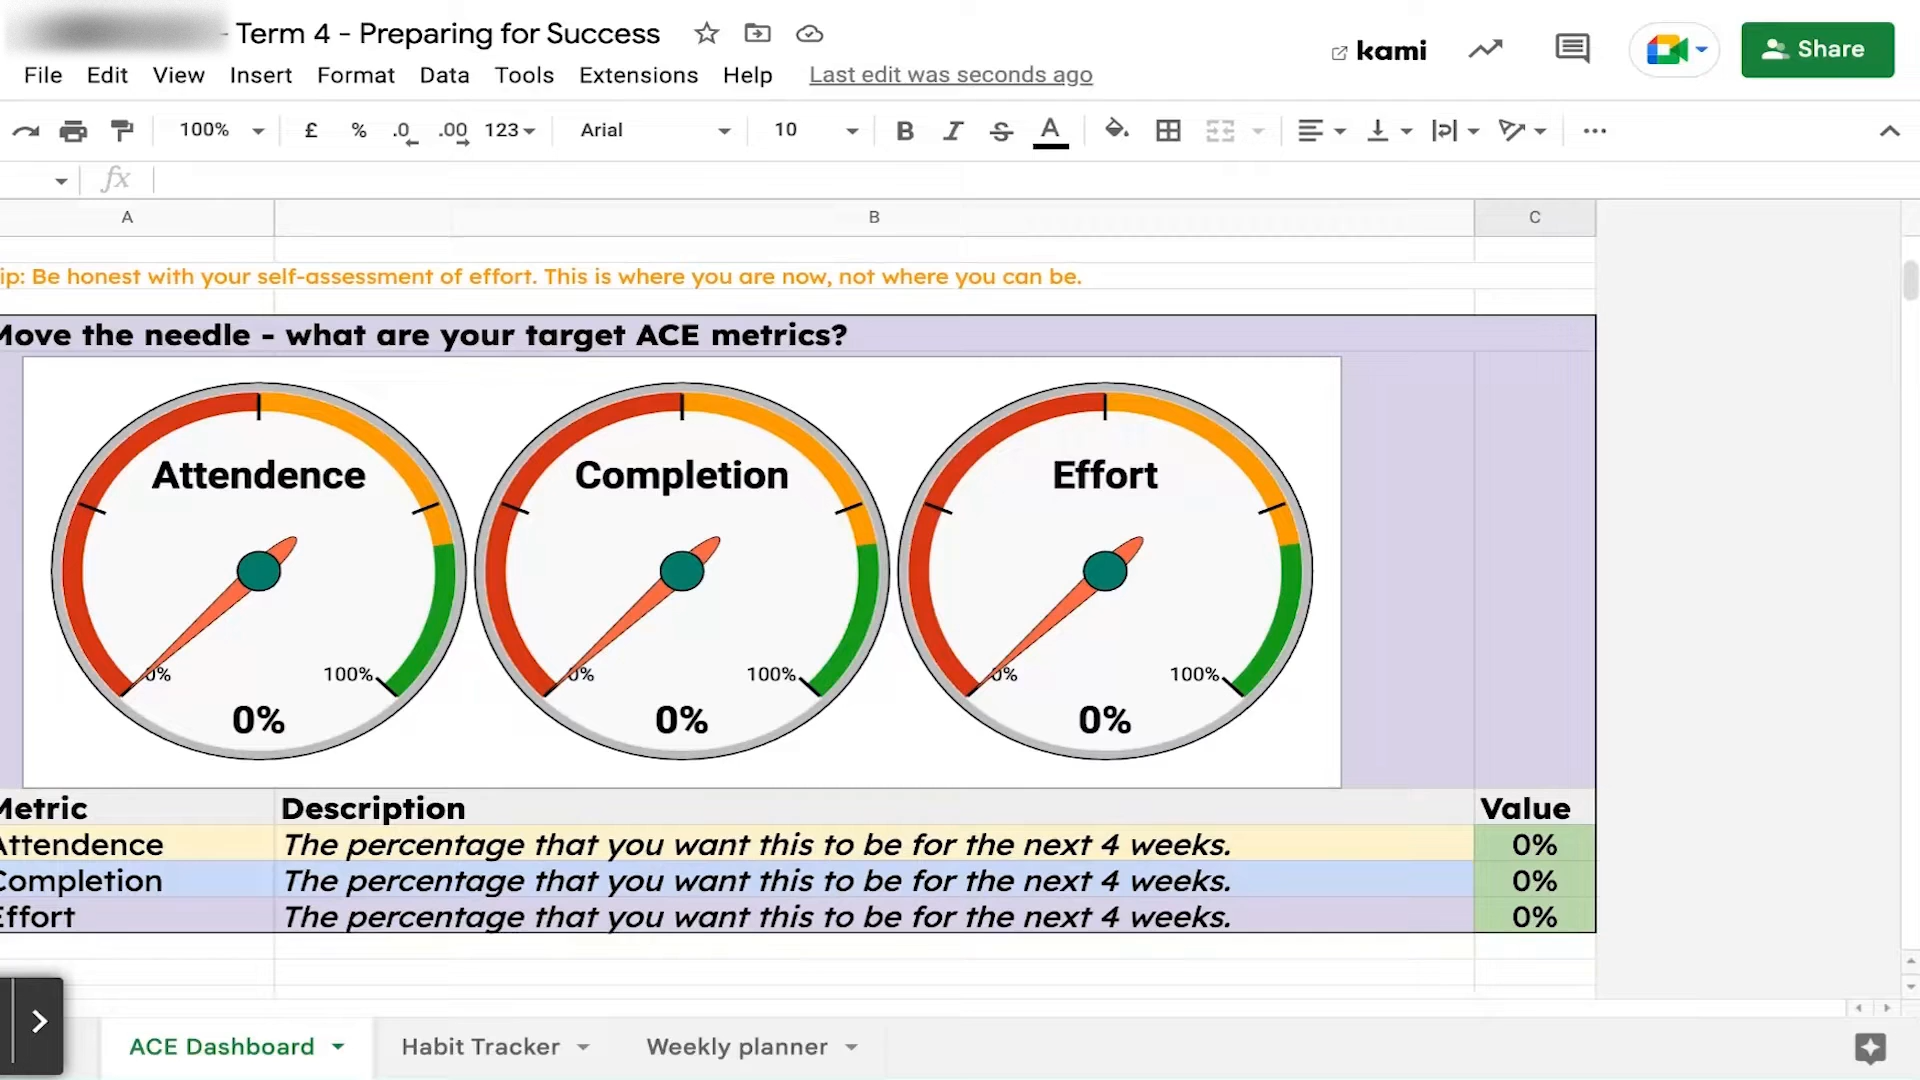 - Term 4 - Preparing for Success
File Edit View Insert Format Data Tools Extensions Help Last edit was seconds ago
kami
Share
100% £ % .0 .00 123 Arial 10 B I S A
fx
A B C
ip: Be honest with your self-assessment of effort. This is where you are now, not where you can be.
Move the needle - what are your target ACE metrics?
Attendence Completion Effort
0% 100% 0% 100% 0% 100%
0% 0% 0%
Metric Description Value
Attendence The percentage that you want this to be for the next 4 weeks. 0%
Completion The percentage that you want this to be for the next 4 weeks. 0%
Effort The percentage that you want this to be for the next 4 weeks. 0%
ACE Dashboard Habit Tracker Weekly planner